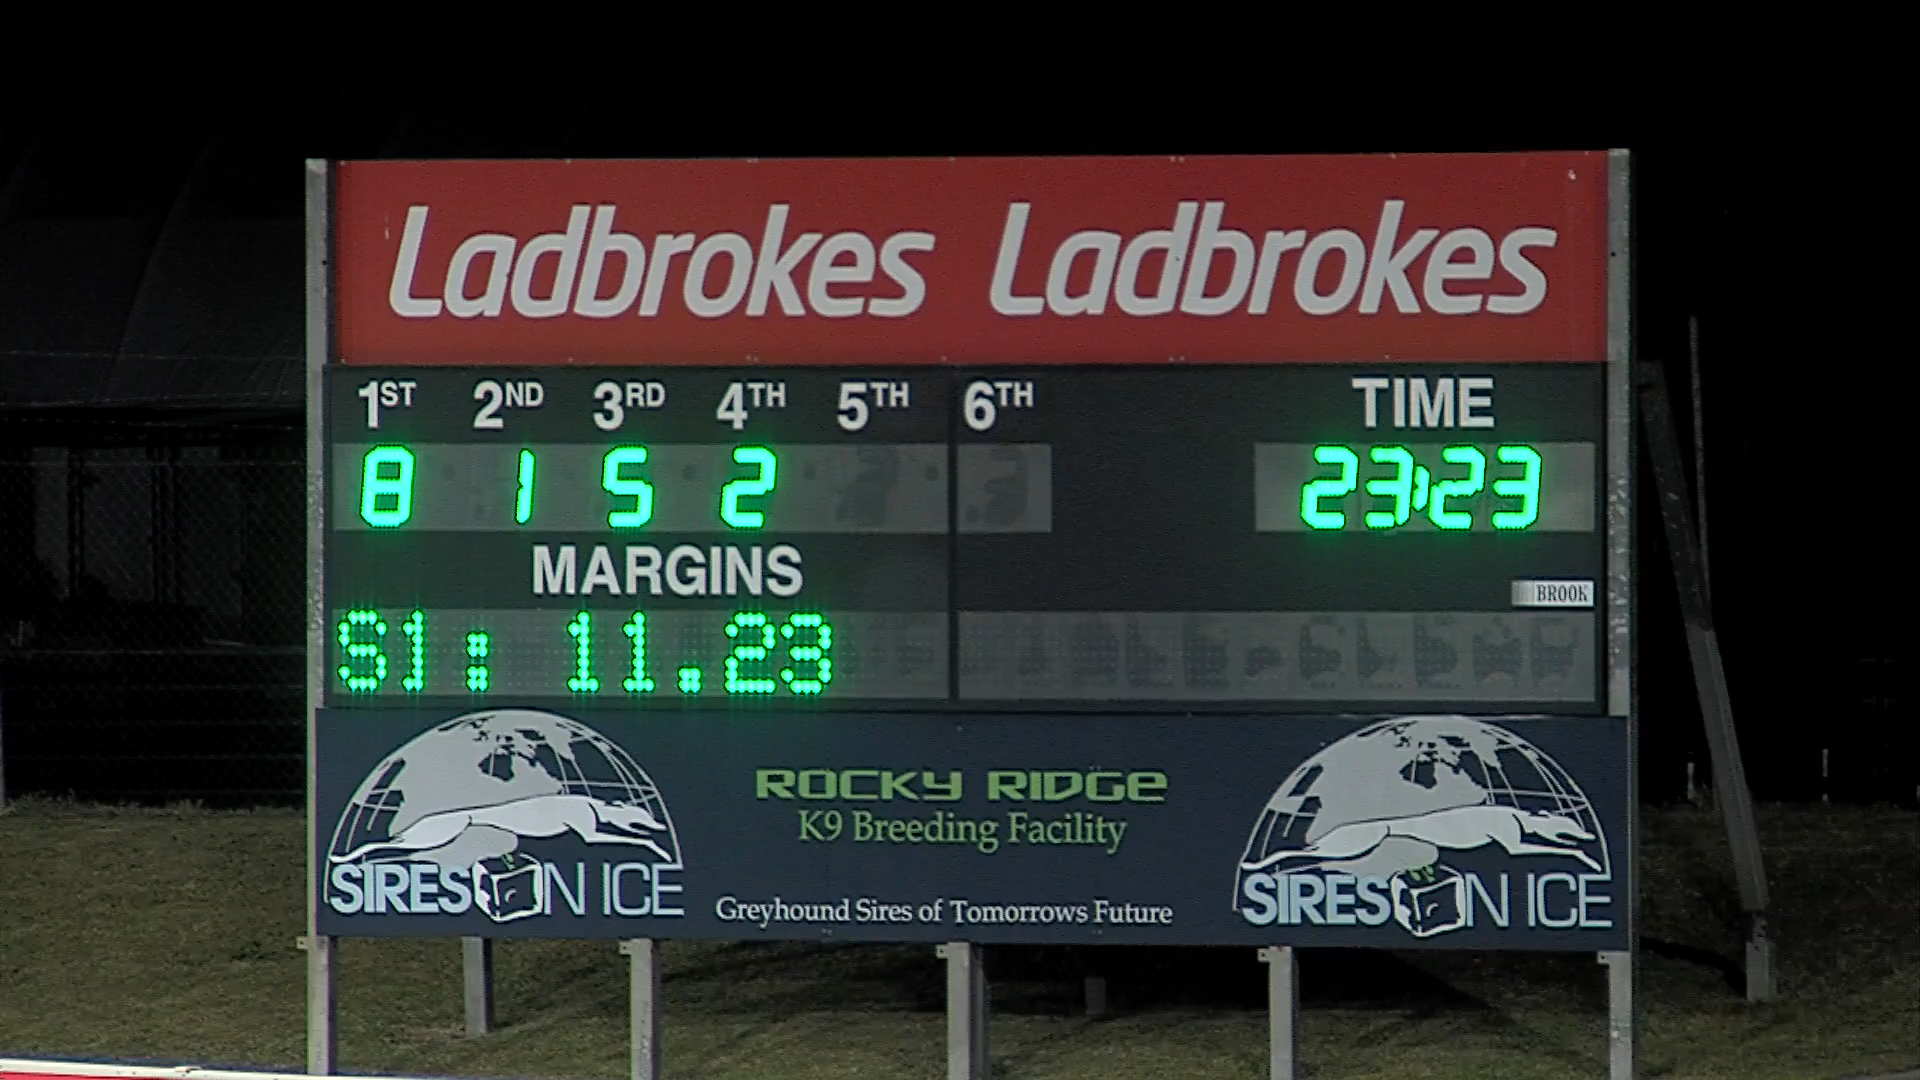 Ladbrokes Ladbrokes
1ST 2ND 3RD 4TH 5TH 6TH TIME
8 1 5 2 23:23
MARGINS
BROOK
S1: 11.23
ROCKY RIDGE
K9 Breeding Facility
SIRES ON ICE
Greyhound Sires of Tomorrows Future
SIRES ON ICE